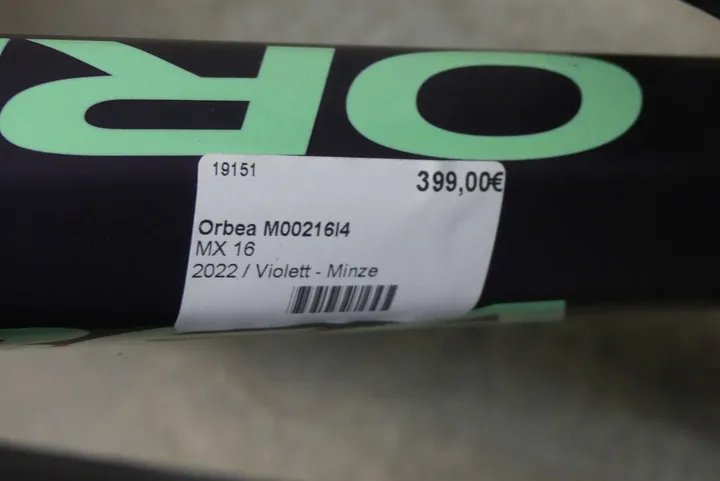 OR
19151
399,00€
Orbea M00216I4
MX 16
2022 / Violett - Minze